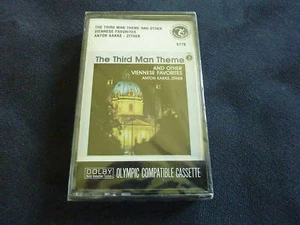 THE THIRD MAN THEME AND OTHER
VIENNESE FAVORITES
ANTON KARAS - ZITHER
The Third Man Theme
AND OTHER
VIENNESE FAVORITES
ANTON KARAS, ZITHER
DOLBY
OLYMPIC COMPATIBLE CASSETTE